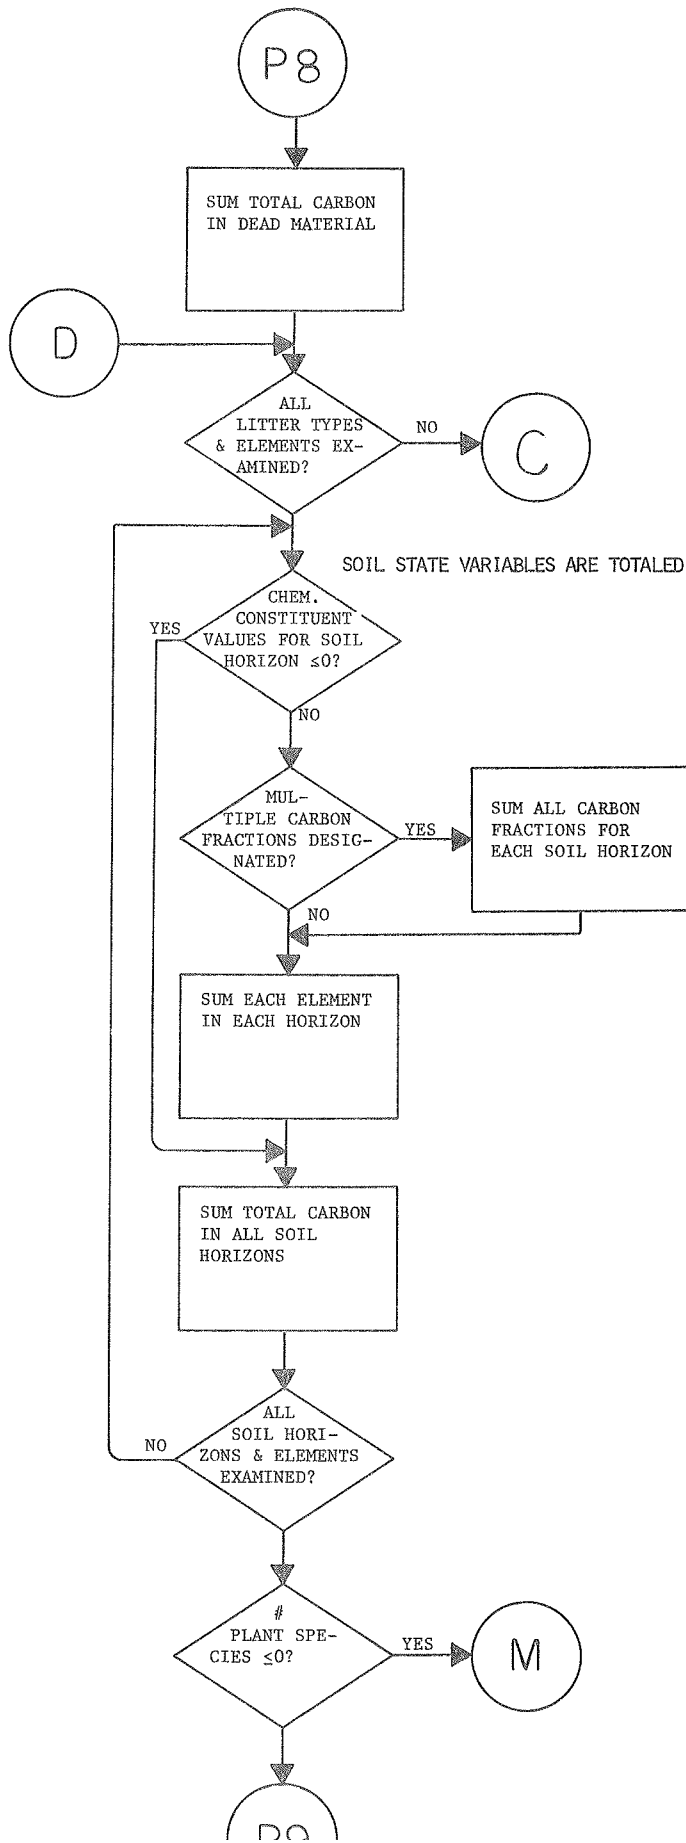 P8
SUM TOTAL CARBON
IN DEAD MATERIAL
D
ALL
LITTER TYPES
& ELEMENTS EX-
AMINED?
NO
C
SOIL STATE VARIABLES ARE TOTALED
CHEM.
CONSTITUENT
VALUES FOR SOIL
HORIZON ≤0?
YES
NO
MUL-
TIPLE CARBON
FRACTIONS DESIG-
NATED?
YES
SUM ALL CARBON
FRACTIONS FOR
EACH SOIL HORIZON
NO
SUM EACH ELEMENT
IN EACH HORIZON
SUM TOTAL CARBON
IN ALL SOIL
HORIZONS
ALL
SOIL HORI-
ZONS & ELEMENTS
EXAMINED?
NO
#
PLANT SPE-
CIES ≤0?
YES
M
P9